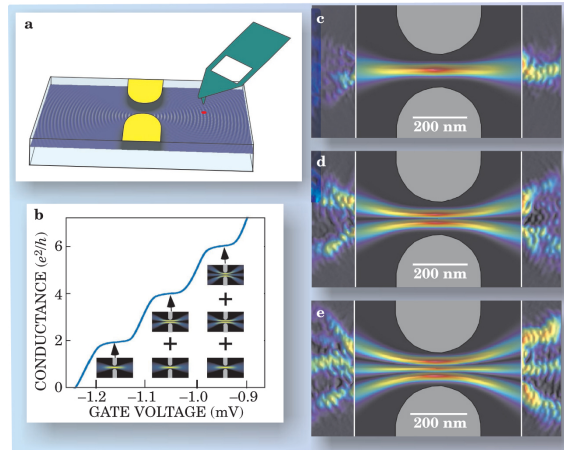 a
b
CONDUCTANCE (e²/h)
6
4
2
0
+
+
+
−1.2
−1.1
−1.0
−0.9
GATE VOLTAGE (mV)
c
200 nm
d
200 nm
e
200 nm